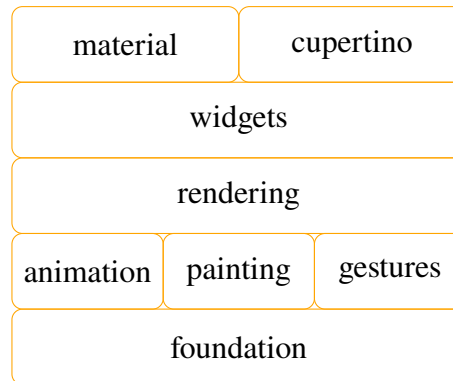 material cupertino
widgets
rendering
animation painting gestures
foundation